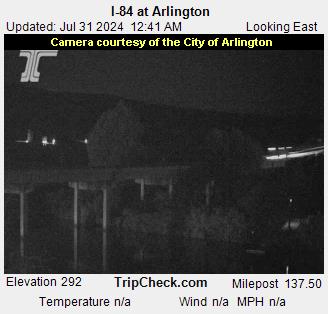 I-84 at Arlington
Updated: Jul 31 2024 12:41 AM Looking East
Camera courtesy of the City of Arlington
Elevation 292 TripCheck.com Milepost 137.50
Temperature n/a Wind n/a MPH n/a